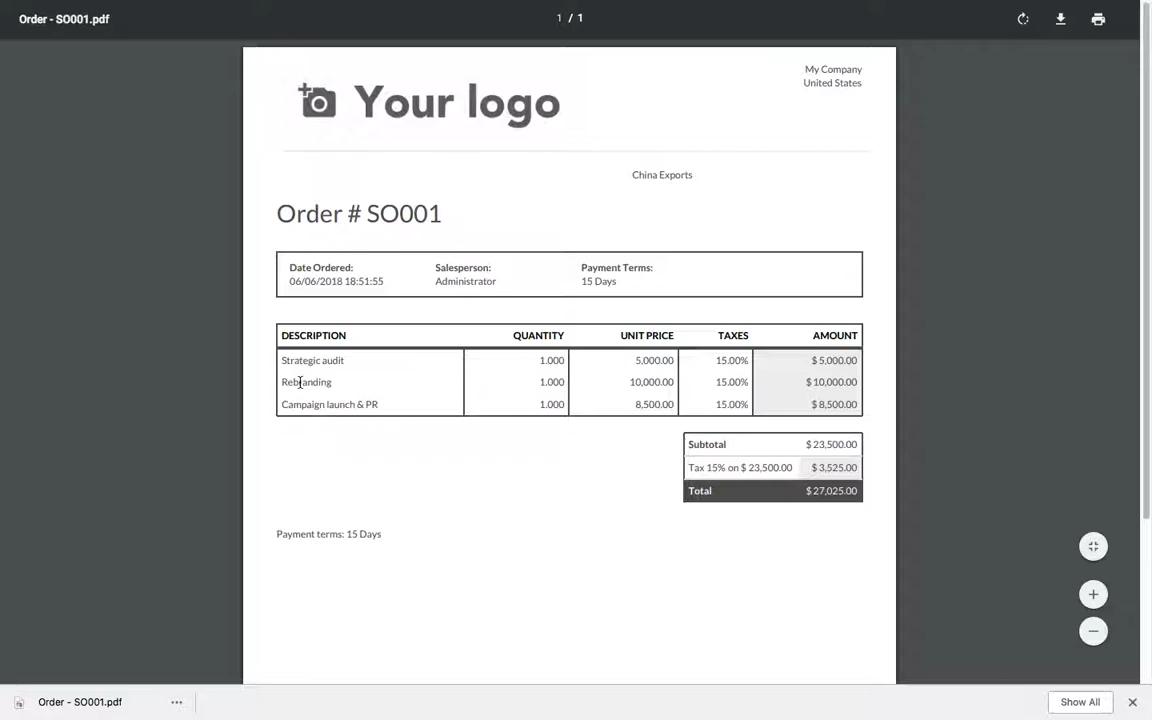 Order - SO001.pdf
1 / 1
My Company
United States
Your logo
China Exports
Order # SO001
Date Ordered: Salesperson: Payment Terms:
06/06/2018 18:51:55 Administrator 15 Days
DESCRIPTION QUANTITY UNIT PRICE TAXES AMOUNT
Strategic audit 1.000 5,000.00 15.00% $ 5,000.00
Rebranding 1.000 10,000.00 15.00% $ 10,000.00
Campaign launch & PR 1.000 8,500.00 15.00% $ 8,500.00
Subtotal $ 23,500.00
Tax 15% on $ 23,500.00 $ 3,525.00
Total $ 27,025.00
Payment terms: 15 Days
Order - SO001.pdf
Show All